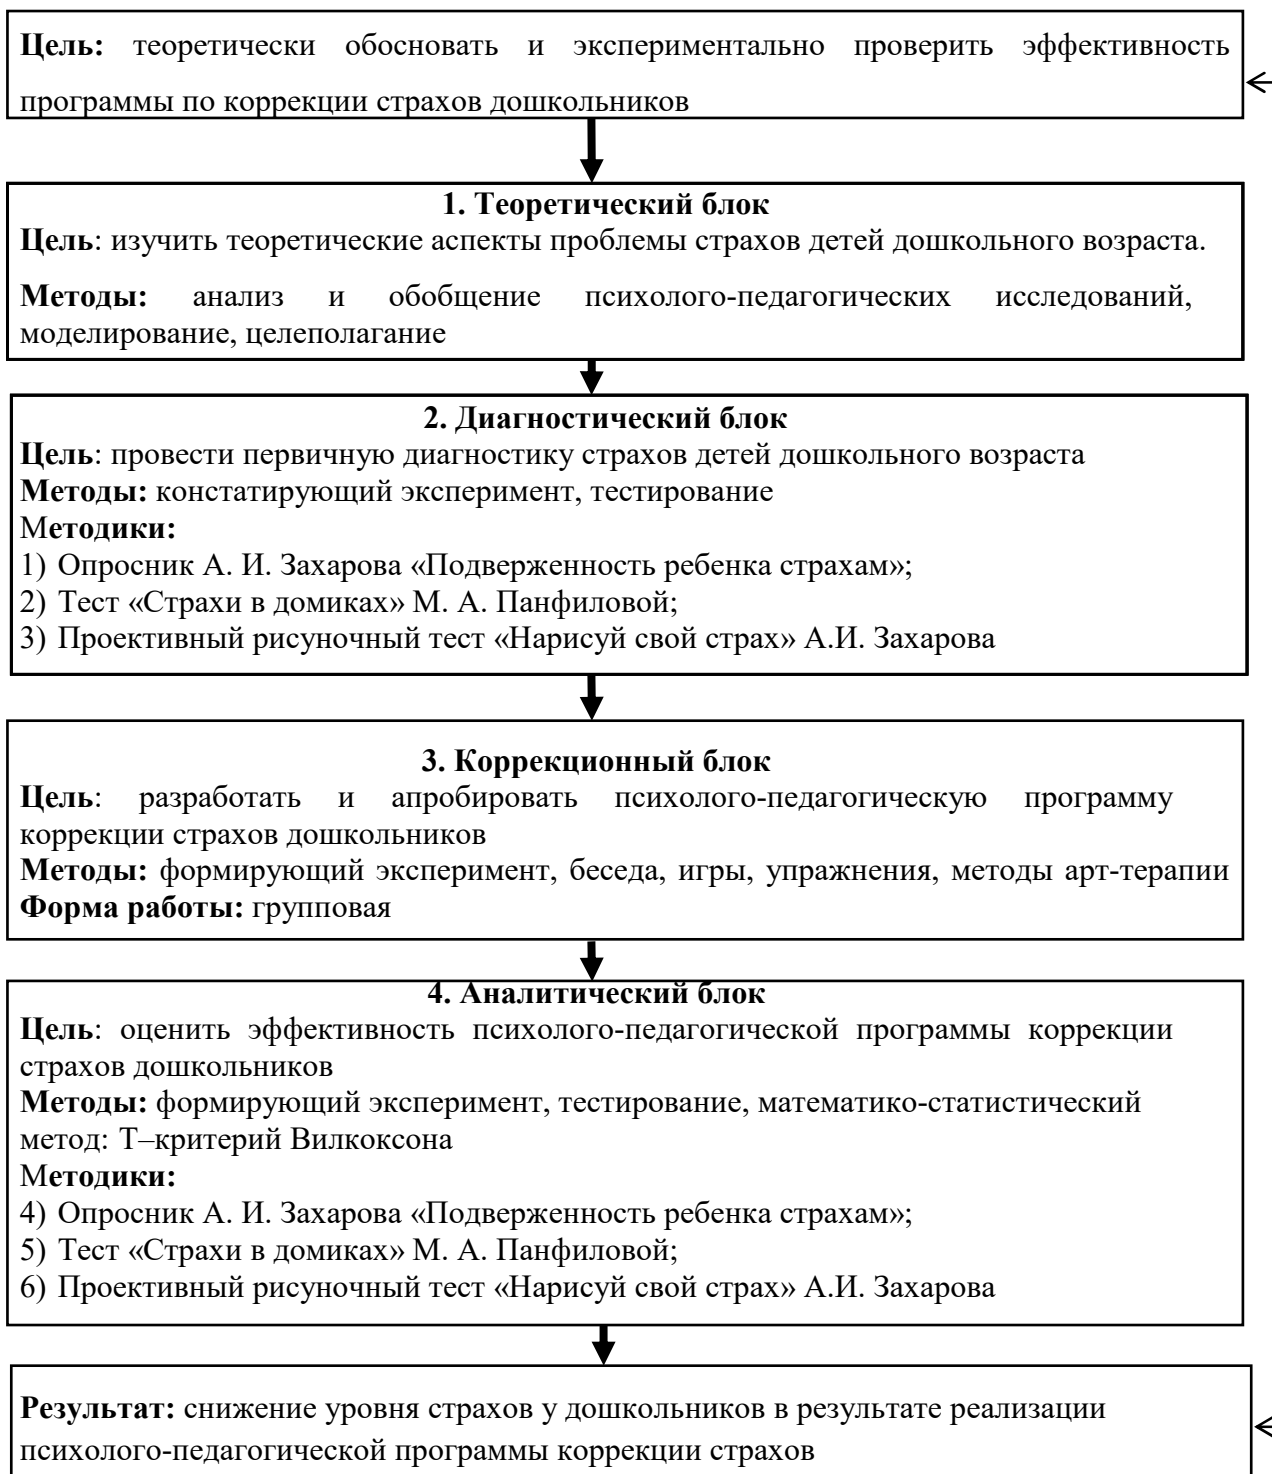 Цель: теоретически обосновать и экспериментально проверить эффективность
программы по коррекции страхов дошкольников
1. Теоретический блок
Цель: изучить теоретические аспекты проблемы страхов детей дошкольного возраста.
Методы: анализ и обобщение психолого-педагогических исследований,
моделирование, целеполагание
2. Диагностический блок
Цель: провести первичную диагностику страхов детей дошкольного возраста
Методы: констатирующий эксперимент, тестирование
Методики:
1) Опросник А. И. Захарова «Подверженность ребенка страхам»;
2) Тест «Страхи в домиках» М. А. Панфиловой;
3) Проективный рисуночный тест «Нарисуй свой страх» А.И. Захарова
3. Коррекционный блок
Цель: разработать и апробировать психолого-педагогическую программу
коррекции страхов дошкольников
Методы: формирующий эксперимент, беседа, игры, упражнения, методы арт-терапии
Форма работы: групповая
4. Аналитический блок
Цель: оценить эффективность психолого-педагогической программы коррекции
страхов дошкольников
Методы: формирующий эксперимент, тестирование, математико-статистический
метод: Т–критерий Вилкоксона
Методики:
4) Опросник А. И. Захарова «Подверженность ребенка страхам»;
5) Тест «Страхи в домиках» М. А. Панфиловой;
6) Проективный рисуночный тест «Нарисуй свой страх» А.И. Захарова
Результат: снижение уровня страхов у дошкольников в результате реализации
психолого-педагогической программы коррекции страхов